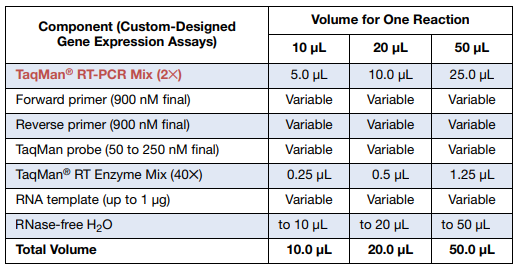 Component (Custom-Designed
Gene Expression Assays)
Volume for One Reaction
10 µL 20 µL 50 µL
TaqMan® RT-PCR Mix (2✕) 5.0 µL 10.0 µL 25.0 µL
Forward primer (900 nM final) Variable Variable Variable
Reverse primer (900 nM final) Variable Variable Variable
TaqMan probe (50 to 250 nM final) Variable Variable Variable
TaqMan® RT Enzyme Mix (40✕) 0.25 µL 0.5 µL 1.25 µL
RNA template (up to 1 µg) Variable Variable Variable
RNase-free H₂O to 10 µL to 20 µL to 50 µL
Total Volume 10.0 µL 20.0 µL 50.0 µL